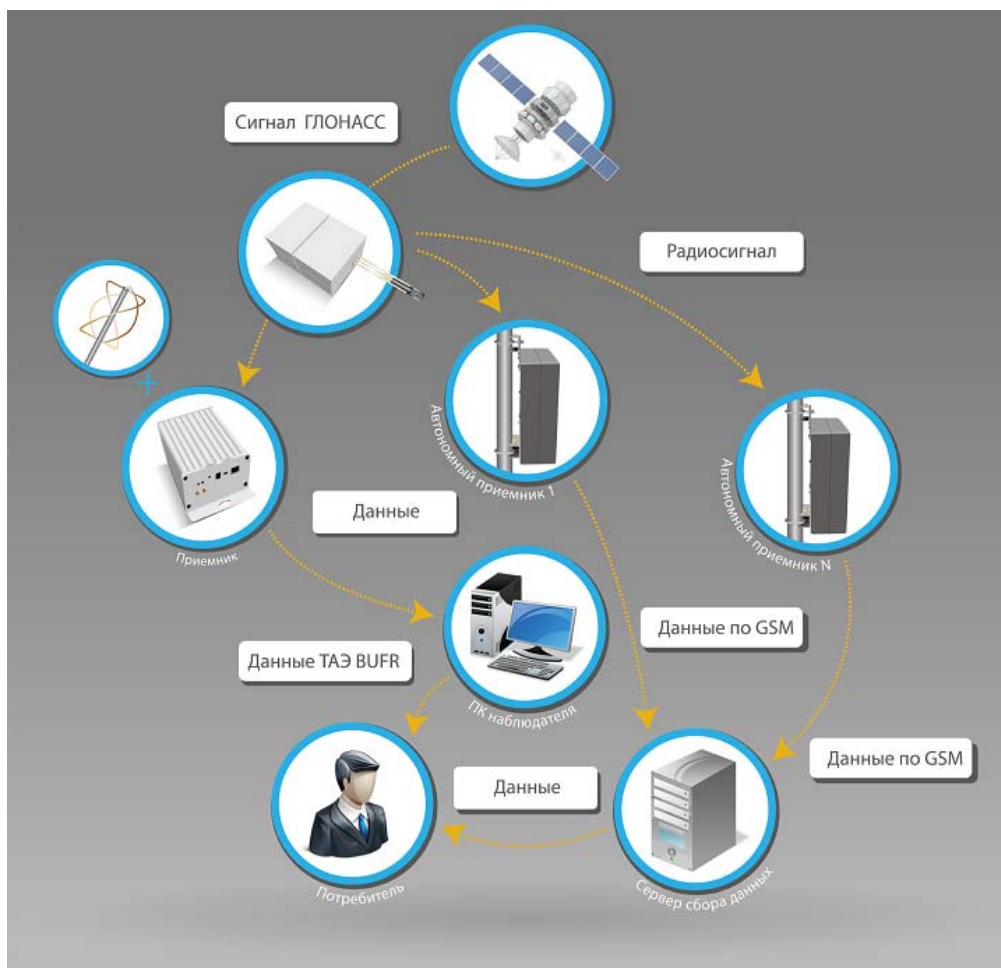 Сигнал ГЛОНАСС
Радиосигнал
Автономный приемник 1
Автономный приемник N
Данные
Приемник
Данные по GSM
Данные ТАЭ BUFR
ПК наблюдателя
Данные по GSM
Данные
Потребитель
Сервер сбора данных